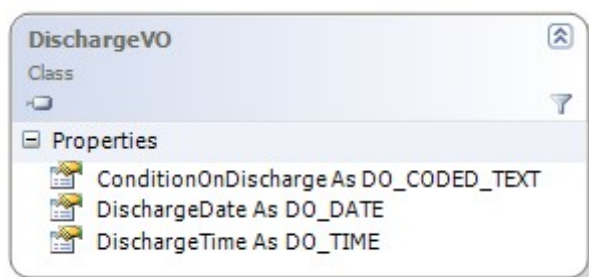 DischargeVO
Class
Properties
ConditionOnDischarge As DO_CODED_TEXT
DischargeDate As DO_DATE
DischargeTime As DO_TIME